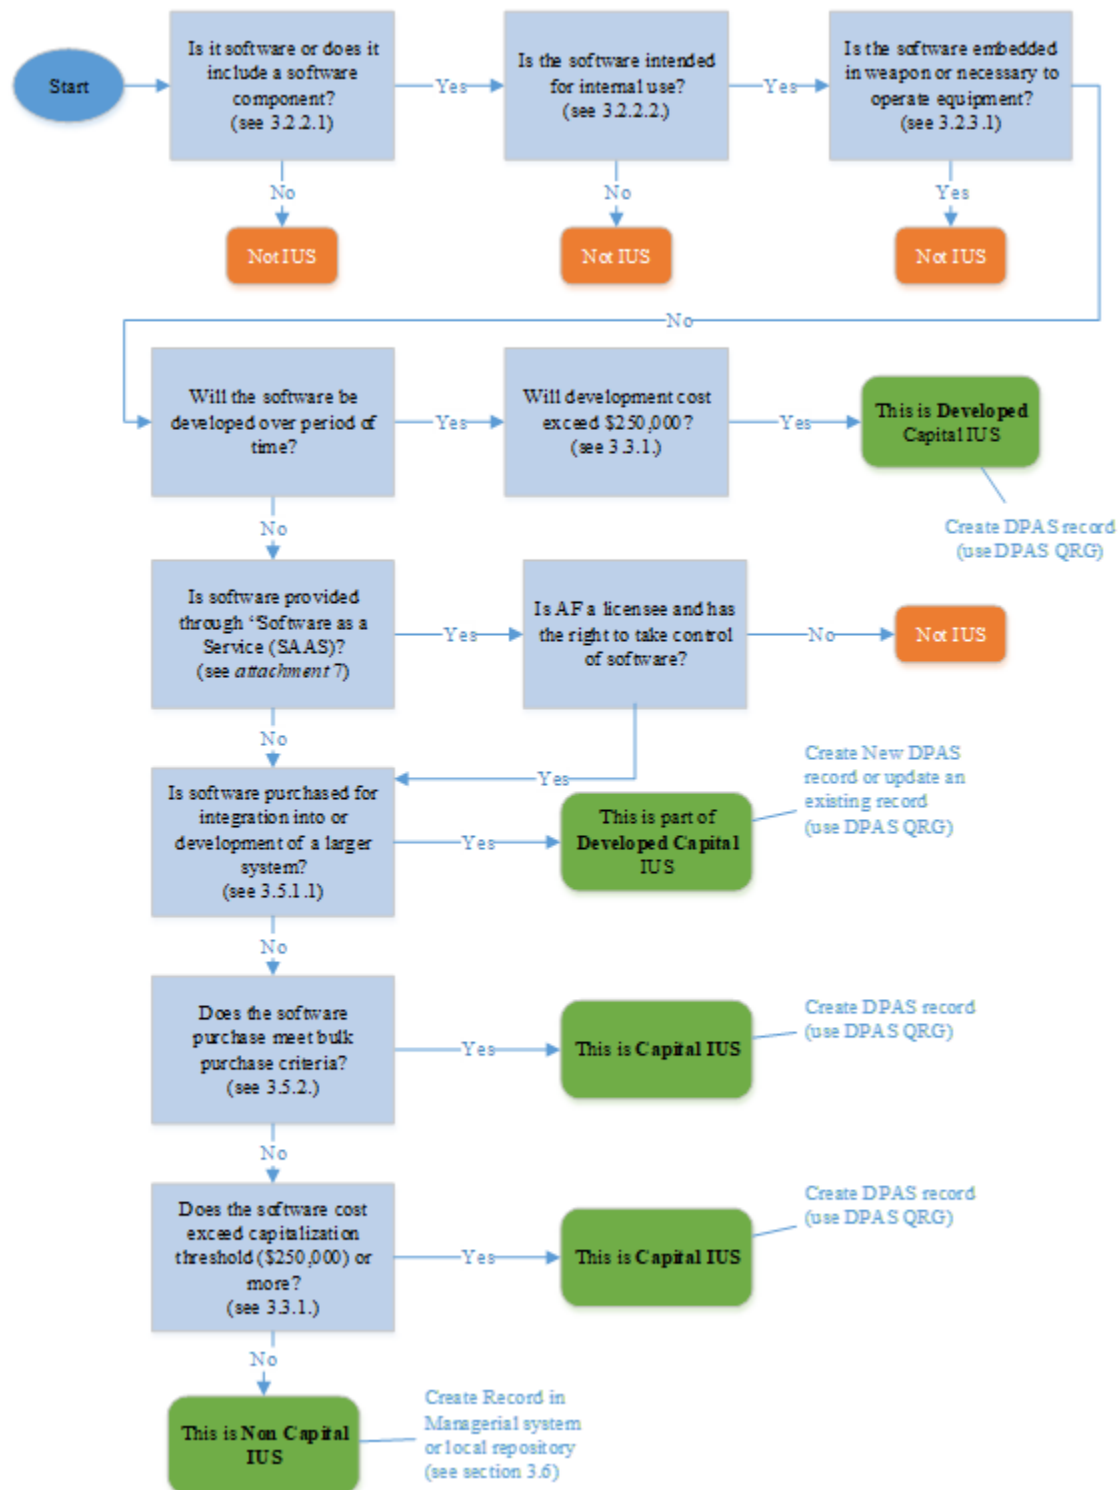 Start
Is it software or does it
include a software
component?
(see 3.2.2.1)
Yes
Is the software intended
for internal use?
(see 3.2.2.2.)
Yes
Is the software embedded
in weapon or necessary to
operate equipment?
(see 3.2.3.1)
No
No
Yes
Not IUS
Not IUS
Not IUS
No
Will the software be
developed over period of
time?
Yes
Will development cost
exceed $250,000?
(see 3.3.1.)
Yes
This is Developed
Capital IUS
Create DPAS record
(use DPAS QRG)
No
Is software provided
through “Software as a
Service (SAAS)?
(see attachment 7)
Yes
Is AF a licensee and has
the right to take control
of software?
No
Not IUS
No
Yes
Is software purchased for
integration into or
development of a larger
system?
(see 3.5.1.1)
Yes
This is part of
Developed Capital
IUS
Create New DPAS
record or update an
existing record
(use DPAS QRG)
No
Does the software
purchase meet bulk
purchase criteria?
(see 3.5.2.)
Yes
This is Capital IUS
Create DPAS record
(use DPAS QRG)
No
Does the software cost
exceed capitalization
threshold ($250,000) or
more?
(see 3.3.1.)
Yes
This is Capital IUS
Create DPAS record
(use DPAS QRG)
No
This is Non Capital
IUS
Create Record in
Managerial system
or local repository
(see section 3.6)